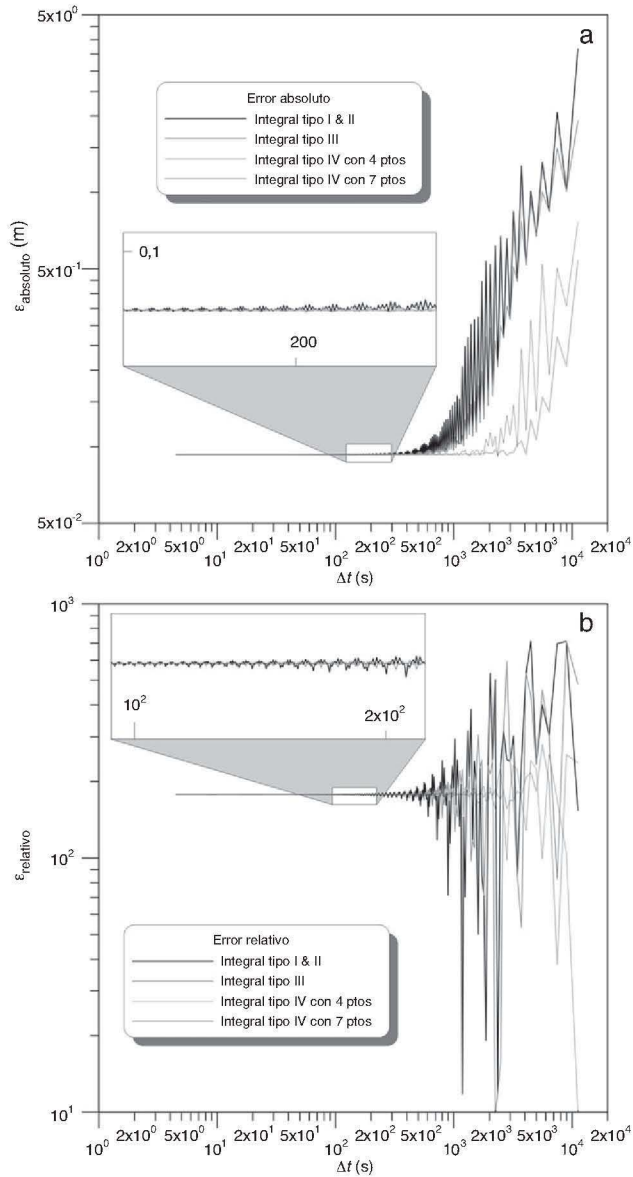 5x10⁰
a
Error absoluto
Integral tipo I & II
Integral tipo III
Integral tipo IV con 4 ptos
Integral tipo IV con 7 ptos
εabsoluto (m)
0,1
5x10⁻¹
200
5x10⁻²
10⁰ 2x10⁰ 5x10⁰ 10¹ 2x10¹ 5x10¹ 10² 2x10² 5x10² 10³ 2x10³ 5x10³ 10⁴ 2x10⁴
Δt (s)
10³
b
10²
2x10²
εrelativo
10²
Error relativo
Integral tipo I & II
Integral tipo III
Integral tipo IV con 4 ptos
Integral tipo IV con 7 ptos
10¹
10⁰ 2x10⁰ 5x10⁰ 10¹ 2x10¹ 5x10¹ 10² 2x10² 5x10² 10³ 2x10³ 5x10³ 10⁴ 2x10⁴
Δt (s)